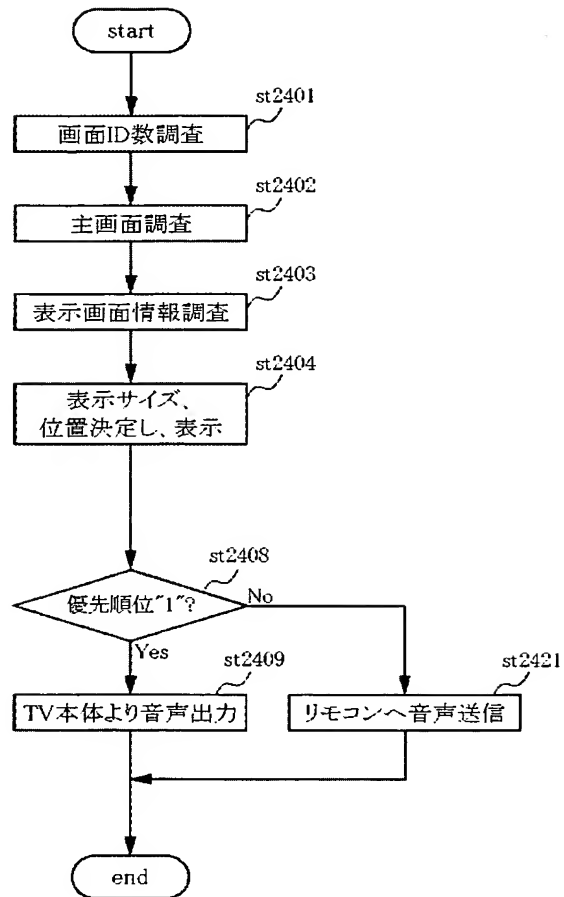 start
st2401
画面ID数調査
st2402
主画面調査
st2403
表示画面情報調査
st2404
表示サイズ、
位置決定し、表示
st2408
優先順位"1"?
No
Yes
st2409
TV本体より音声出力
st2421
リモコンへ音声送信
end